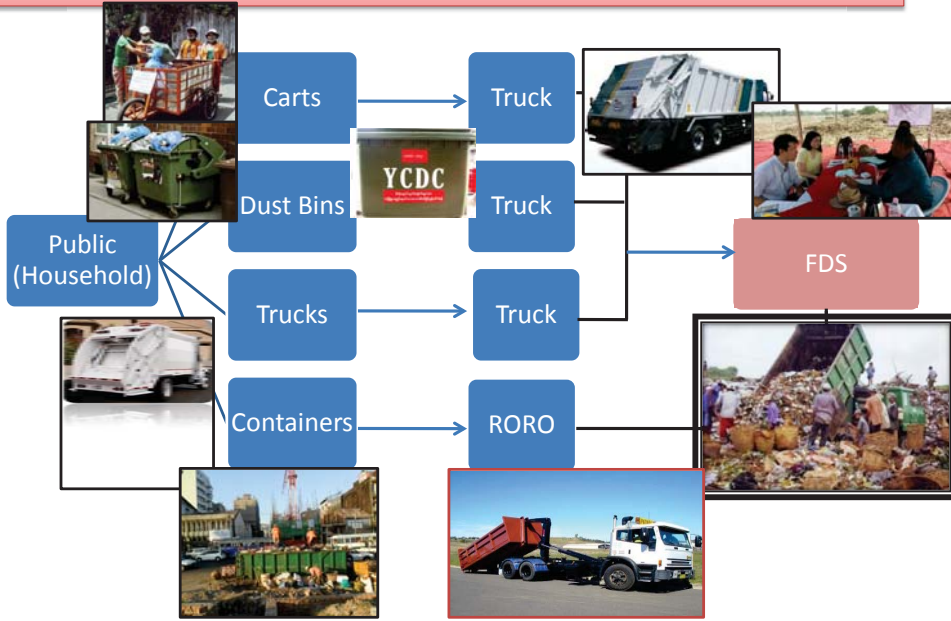 Carts
Truck
YCDC
Dust Bins
Truck
Public
(Household)
FDS
Trucks
Truck
Containers
RORO